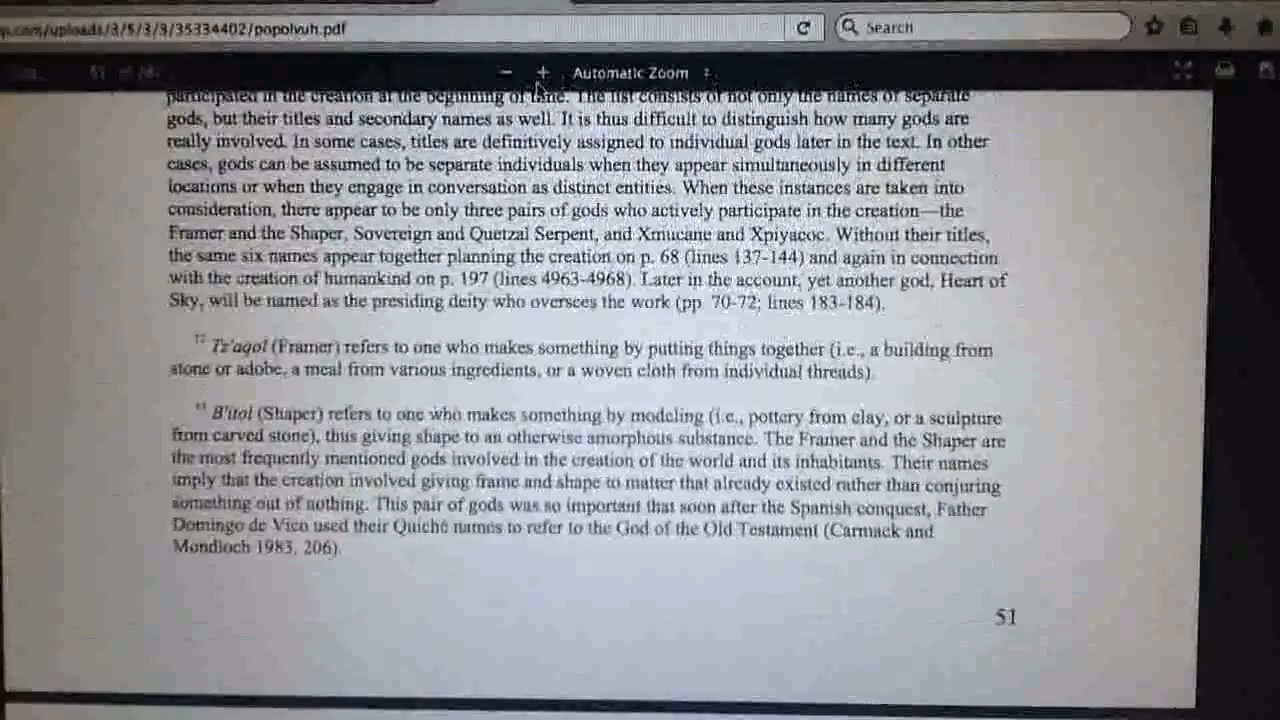 p.com/uploads/3/5/3/3/35334402/popolvuh.pdf
Search
51 of
Automatic Zoom
participated in the creation at the beginning of time. The list consists of not only the names of separate
gods, but their titles and secondary names as well. It is thus difficult to distinguish how many gods are
really involved. In some cases, titles are definitively assigned to individual gods later in the text. In other
cases, gods can be assumed to be separate individuals when they appear simultaneously in different
locations or when they engage in conversation as distinct entities. When these instances are taken into
consideration, there appear to be only three pairs of gods who actively participate in the creation—the
Framer and the Shaper, Sovereign and Quetzal Serpent, and Xmucane and Xpiyacoc. Without their titles,
the same six names appear together planning the creation on p. 68 (lines 137-144) and again in connection
with the creation of humankind on p. 197 (lines 4963-4968). Later in the account, yet another god, Heart of
Sky, will be named as the presiding deity who oversees the work (pp. 70-72; lines 183-184).
Tz'aqol (Framer) refers to one who makes something by putting things together (i.e., a building from
stone or adobe, a meal from various ingredients, or a woven cloth from individual threads).
B'itol (Shaper) refers to one who makes something by modeling (i.e., pottery from clay, or a sculpture
from carved stone), thus giving shape to an otherwise amorphous substance. The Framer and the Shaper are
the most frequently mentioned gods involved in the creation of the world and its inhabitants. Their names
imply that the creation involved giving frame and shape to matter that already existed rather than conjuring
something out of nothing. This pair of gods was so important that soon after the Spanish conquest, Father
Domingo de Vico used their Quiché names to refer to the God of the Old Testament (Carmack and
Mondloch 1983, 206).
51